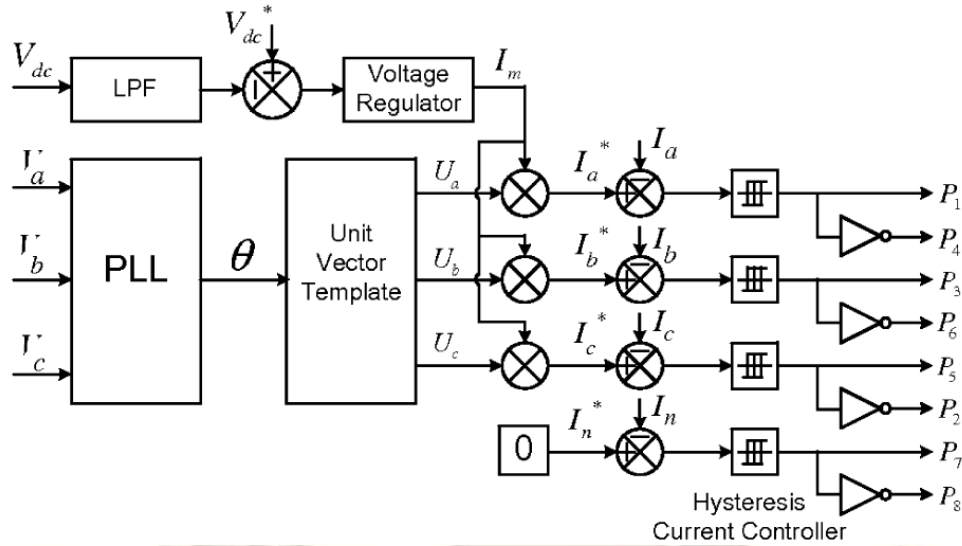 V_dc*
V_dc
LPF
Voltage
Regulator
I_m
V_a
V_b
V_c
PLL
θ
Unit
Vector
Template
U_a
U_b
U_c
I_a*
I_a
I_b*
I_b
I_c*
I_c
0
I_n*
I_n
P_1
P_4
P_3
P_6
P_5
P_2
P_7
P_8
Hysteresis
Current Controller